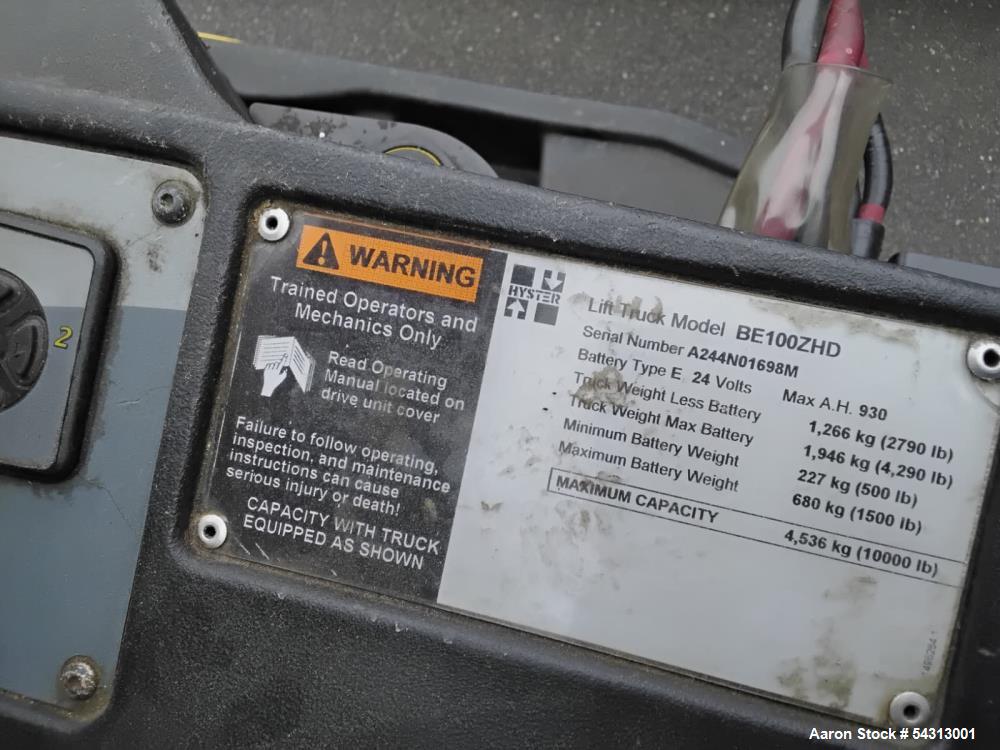 2
WARNING
Trained Operators and
Mechanics Only
Read Operating
Manual located on
drive unit cover
Failure to follow operating,
inspection, and maintenance
instructions can cause
serious injury or death!
CAPACITY WITH TRUCK
EQUIPPED AS SHOWN
HYSTER
Lift Truck Model BE100ZHD
Serial Number A244N01698M
Battery Type E 24 Volts Max A.H. 930
Truck Weight Less Battery 1,266 kg (2790 lb)
Truck Weight Max Battery 1,946 kg (4,290 lb)
Minimum Battery Weight 227 kg (500 lb)
Maximum Battery Weight 680 kg (1500 lb)
MAXIMUM CAPACITY 4,536 kg (10000 lb)
Aaron Stock # 54313001